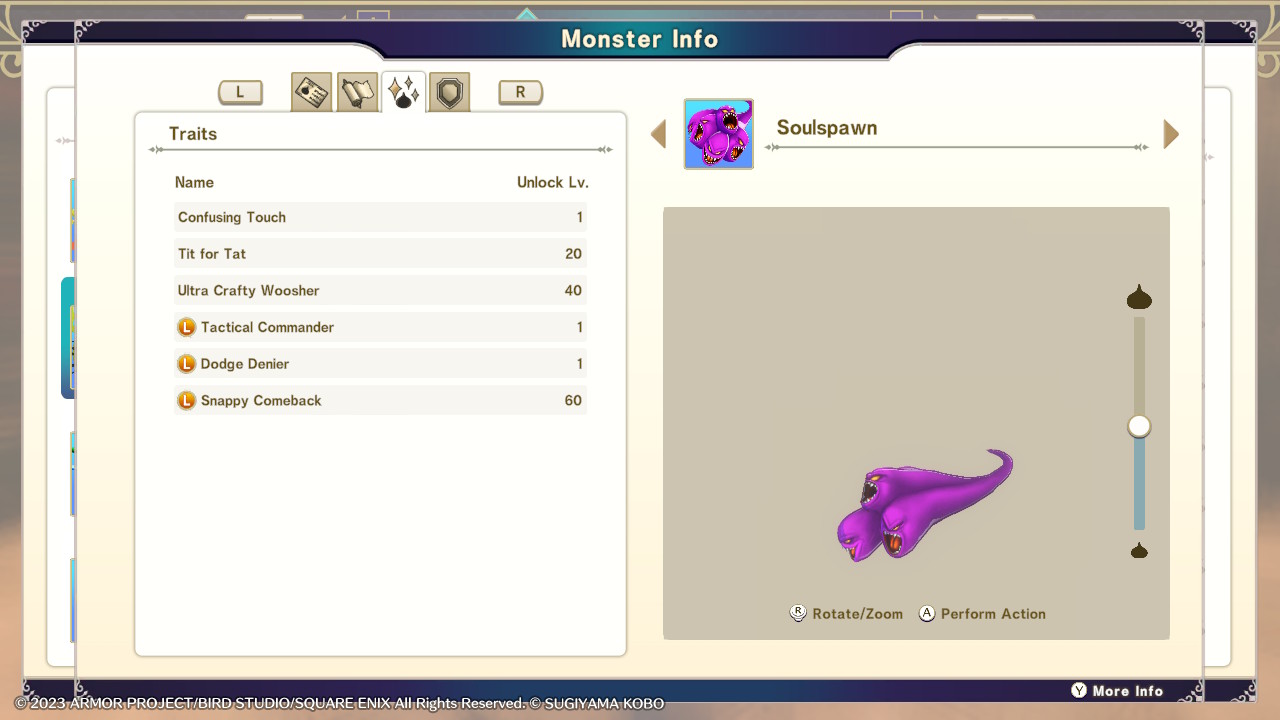 Monster Info
L
R
Traits
Name Unlock Lv.
Confusing Touch 1
Tit for Tat 20
Ultra Crafty Woosher 40
L Tactical Commander 1
L Dodge Denier 1
L Snappy Comeback 60
Soulspawn
R Rotate/Zoom A Perform Action
Y More Info
© 2023 ARMOR PROJECT/BIRD STUDIO/SQUARE ENIX All Rights Reserved. © SUGIYAMA KOBO